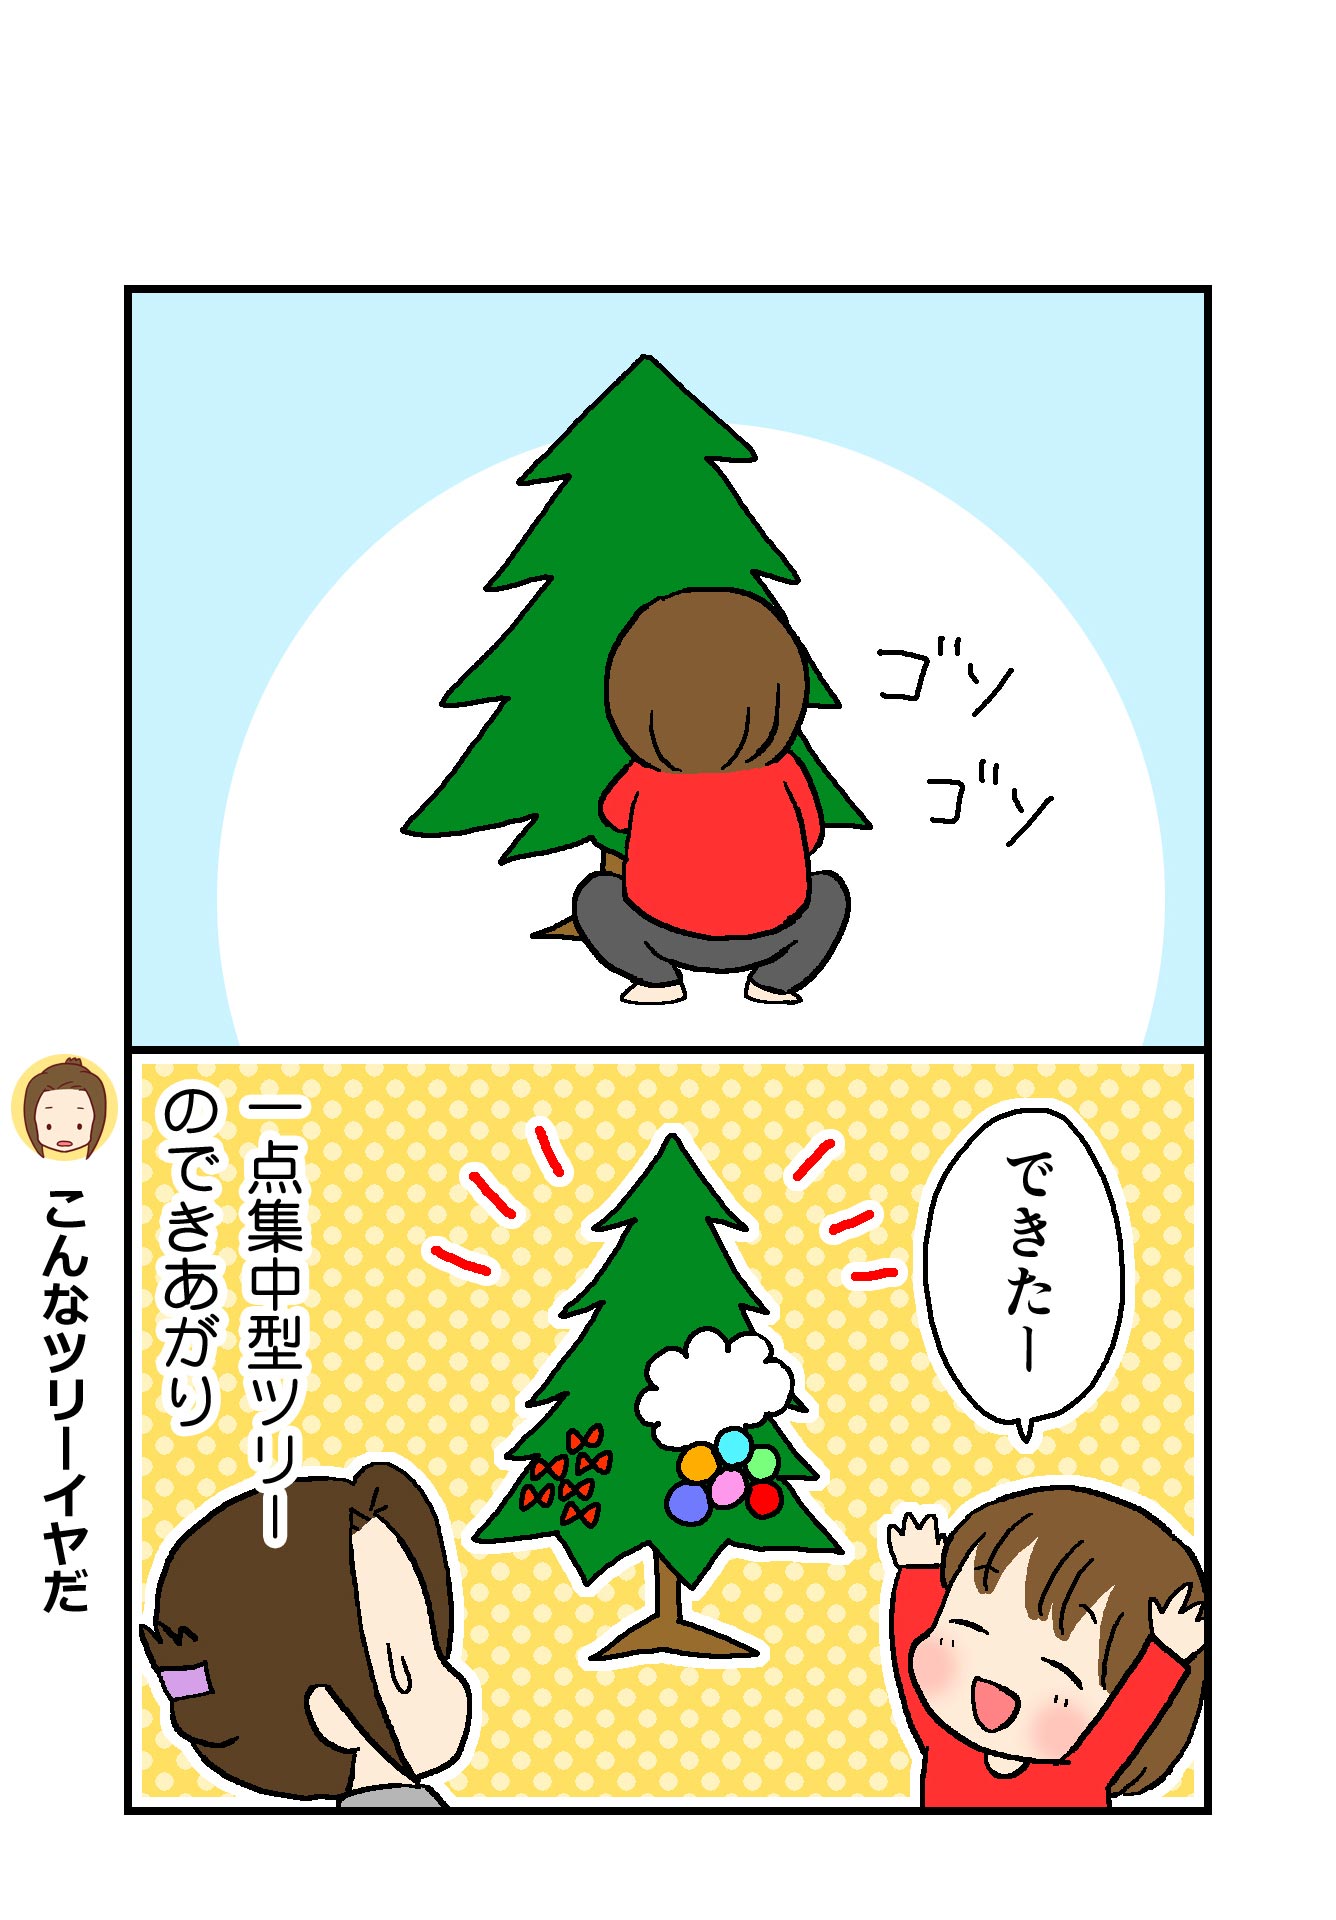 ゴソ
ゴソ
できたー
一点集中型ツリー
のできあがり
こんなツリーイヤだ